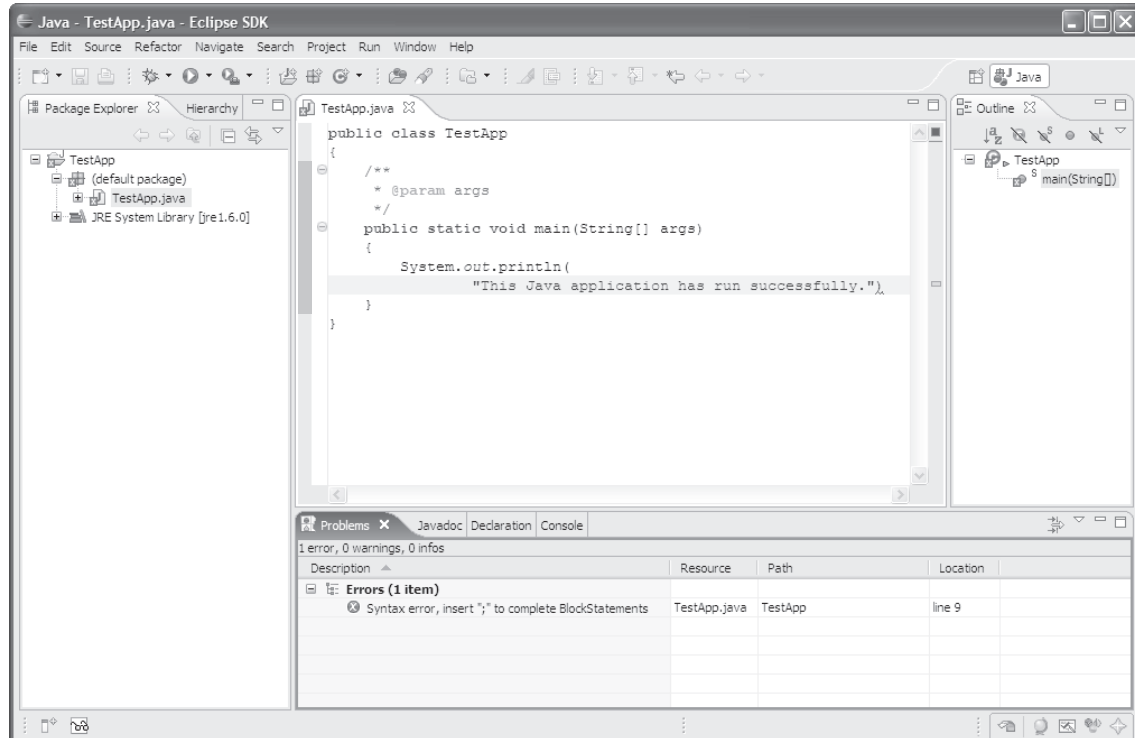 Java - TestApp.java - Eclipse SDK
File Edit Source Refactor Navigate Search Project Run Window Help
Java
Package Explorer Hierarchy
TestApp
(default package)
TestApp.java
JRE System Library [jre1.6.0]
TestApp.java
public class TestApp
{
/**
* @param args
*/
public static void main(String[] args)
{
System.out.println(
"This Java application has run successfully.")
}
}
Outline
TestApp
S main(String[])
Problems Javadoc Declaration Console
1 error, 0 warnings, 0 infos
Description Resource Path Location
Errors (1 item)
Syntax error, insert ";" to complete BlockStatements TestApp.java TestApp line 9